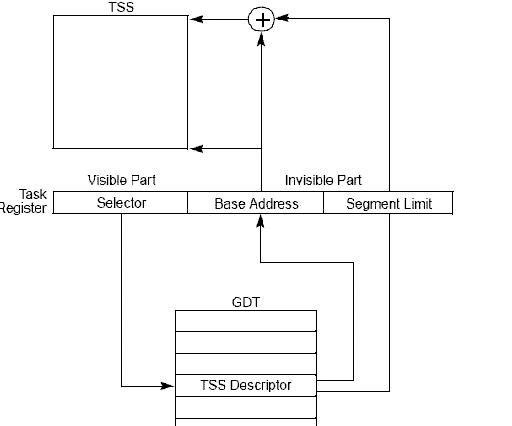 TSS
+
Visible Part
Invisible Part
Task
Register
Selector
Base Address
Segment Limit
GDT
TSS Descriptor